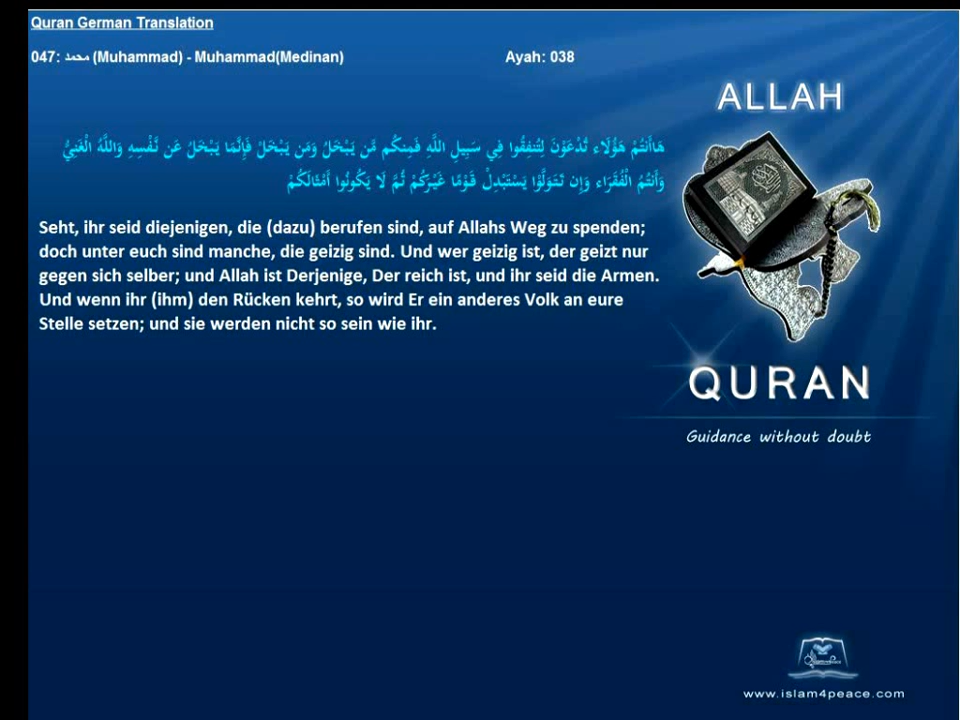 Quran German Translation
047: محمد (Muhammad) - Muhammad(Medinan) Ayah: 038
ALLAH
هَاأَنتُمْ هَؤُلَاء تُدْعَوْنَ لِتُنفِقُوا فِي سَبِيلِ اللَّهِ فَمِنكُم مَّن يَبْخَلُ وَمَن يَبْخَلْ فَإِنَّمَا يَبْخَلُ عَن نَّفْسِهِ وَاللَّهُ الْغَنِيُّ
وَأَنتُمُ الْفُقَرَاء وَإِن تَتَوَلَّوْا يَسْتَبْدِلْ قَوْمًا غَيْرَكُمْ ثُمَّ لَا يَكُونُوا أَمْثَالَكُمْ
Seht, ihr seid diejenigen, die (dazu) berufen sind, auf Allahs Weg zu spenden;
doch unter euch sind manche, die geizig sind. Und wer geizig ist, der geizt nur
gegen sich selber; und Allah ist Derjenige, Der reich ist, und ihr seid die Armen.
Und wenn ihr (ihm) den Rücken kehrt, so wird Er ein anderes Volk an eure
Stelle setzen; und sie werden nicht so sein wie ihr.
QURAN
Guidance without doubt
www.islam4peace.com